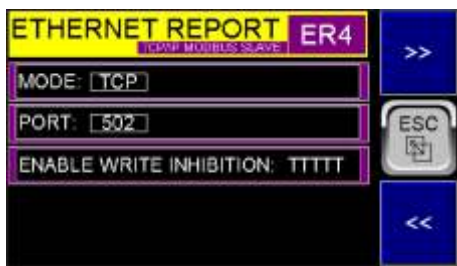 ETHERNET REPORT
ER4
TCP/IP MODBUS SLAVE
MODE: TCP
PORT: 502
ENABLE WRITE INHIBITION: TTTTT
>>
ESC
<<